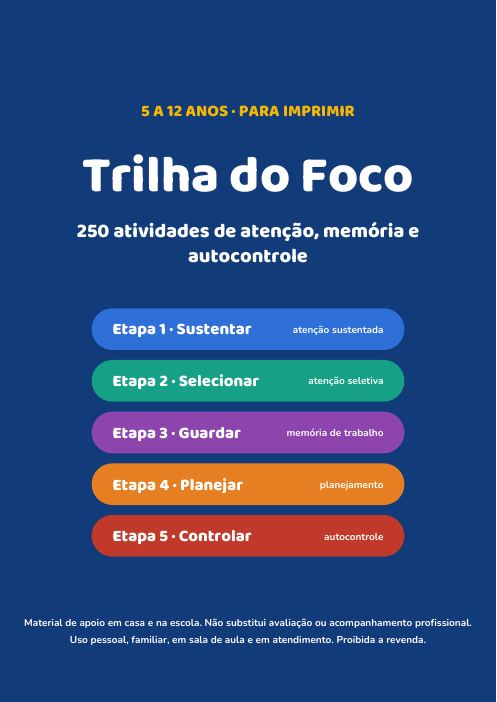 5 A 12 ANOS · PARA IMPRIMIR
Trilha do Foco
250 atividades de atenção, memória e
autocontrole
Etapa 1 · Sustentar atenção sustentada
Etapa 2 · Selecionar atenção seletiva
Etapa 3 · Guardar memória de trabalho
Etapa 4 · Planejar planejamento
Etapa 5 · Controlar autocontrole
Material de apoio em casa e na escola. Não substitui avaliação ou acompanhamento profissional.
Uso pessoal, familiar, em sala de aula e em atendimento. Proibida a revenda.